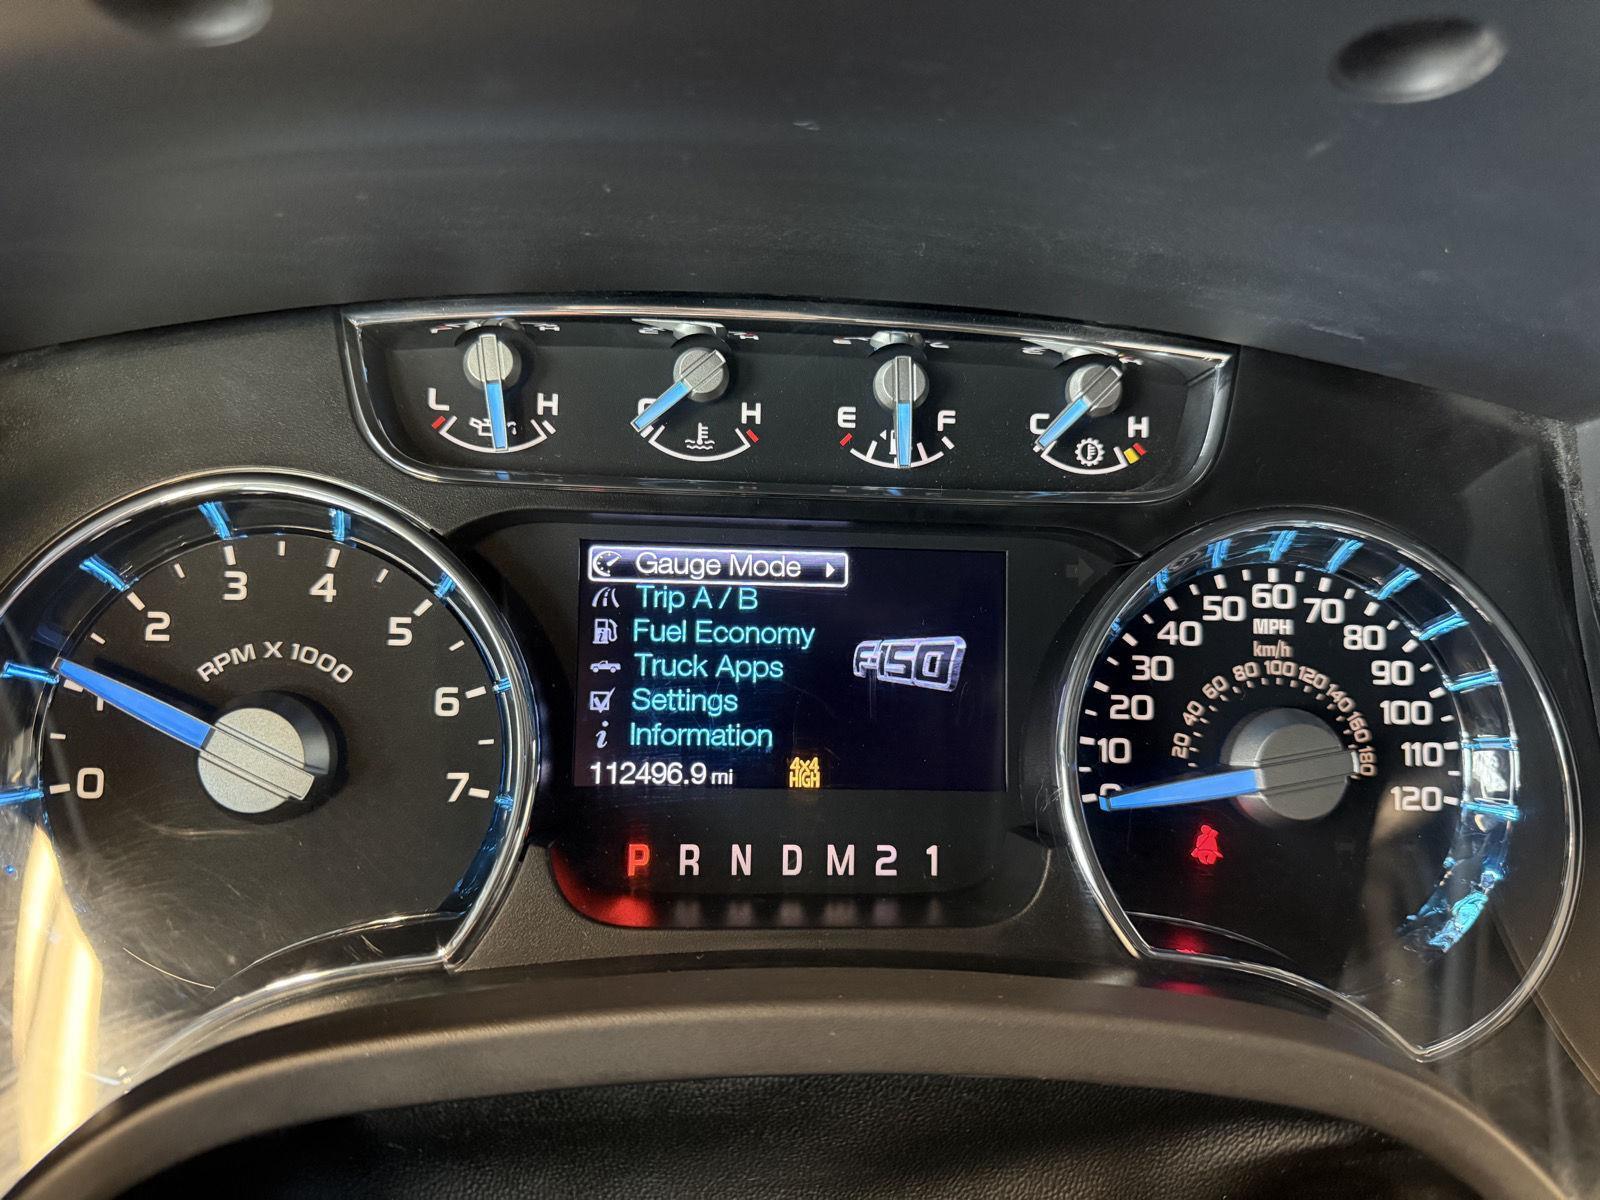 L H
C H
E F
C H
0 1 2 3 4 5 6 7
RPM X 1000
Gauge Mode
Trip A / B
Fuel Economy
Truck Apps
Settings
Information
112496.9 mi
4x4
HIGH
F-150
P R N D M 2 1
0 10 20 30 40 50 60 70 80 90 100 110 120
MPH
km/h
20 40 60 80 100 120 140 160 180